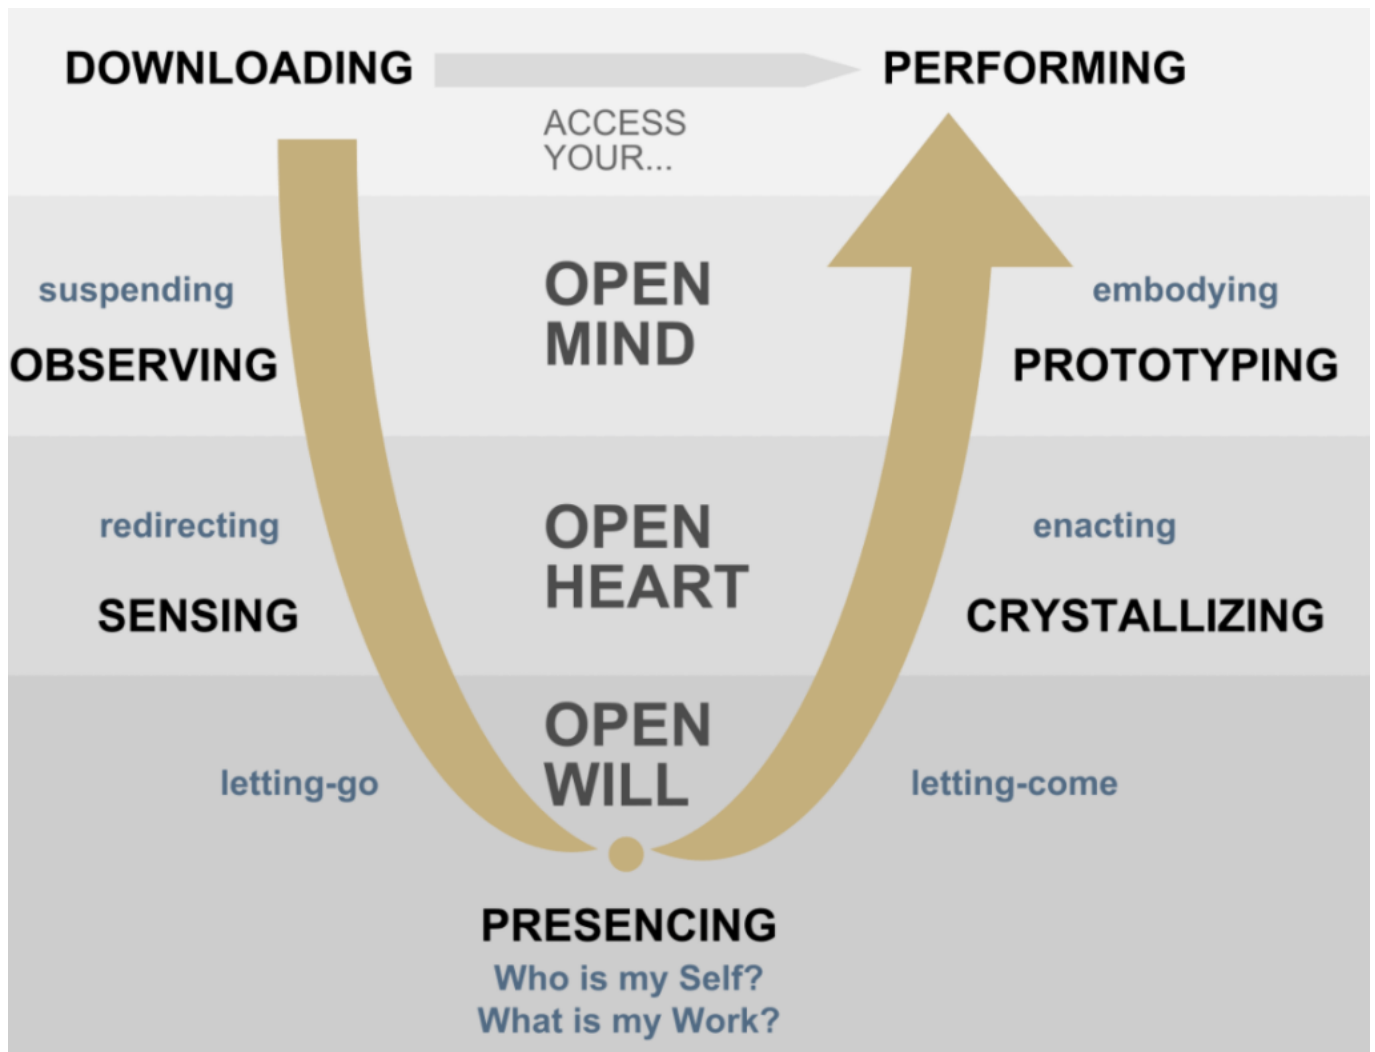 DOWNLOADING
PERFORMING
ACCESS
YOUR...
suspending
OBSERVING
OPEN
MIND
embodying
PROTOTYPING
redirecting
SENSING
OPEN
HEART
enacting
CRYSTALLIZING
letting-go
OPEN
WILL
letting-come
PRESENCING
Who is my Self?
What is my Work?